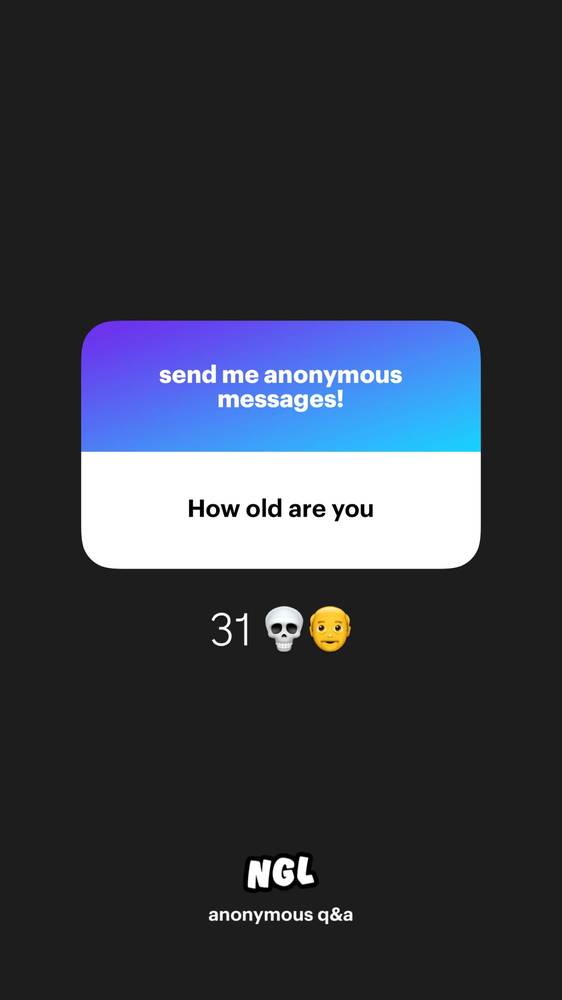 send me anonymous
messages!
How old are you
31 💀👴
NGL
anonymous q&a